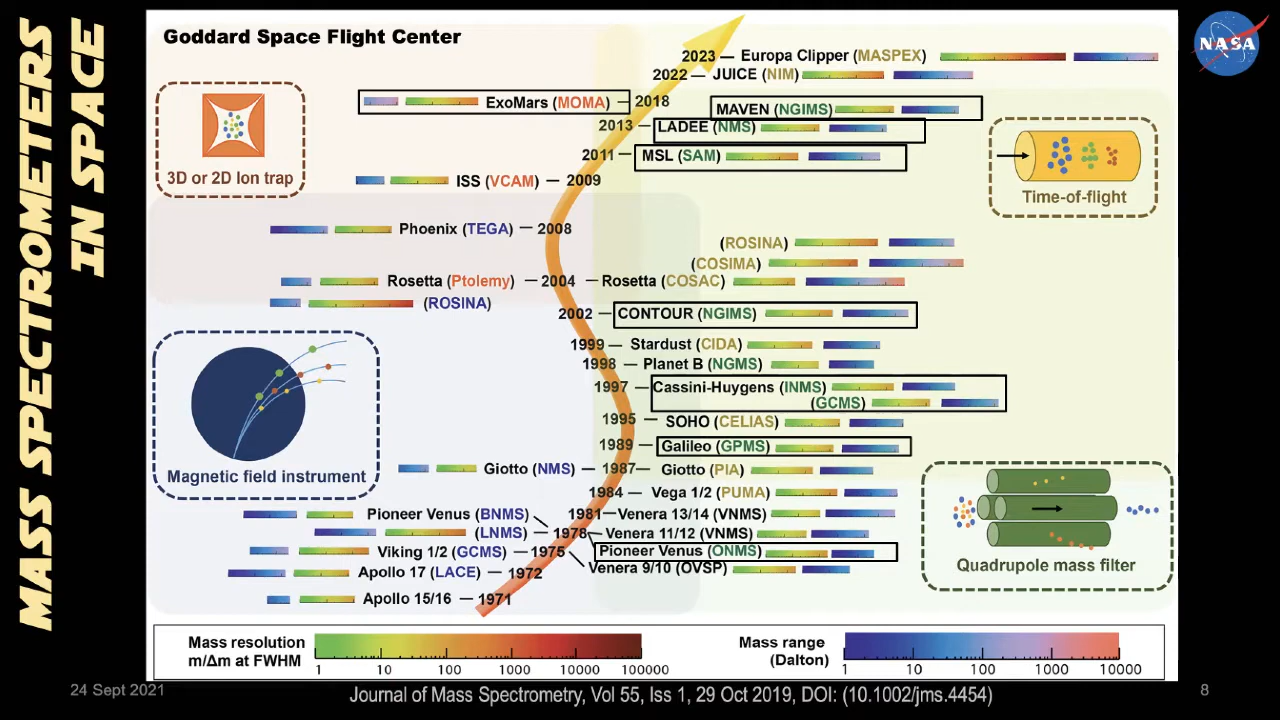 MASS SPECTROMETERS
IN SPACE
NASA
Goddard Space Flight Center
2023 — Europa Clipper (MASPEX)
2022 — JUICE (NIM)
ExoMars (MOMA) — 2018
MAVEN (NGIMS)
2013 — LADEE (NMS)
2011 — MSL (SAM)
ISS (VCAM) — 2009
Phoenix (TEGA) — 2008
(ROSINA)
(COSIMA)
Rosetta (Ptolemy) — 2004 — Rosetta (COSAC)
(ROSINA)
2002 — CONTOUR (NGIMS)
1999 — Stardust (CIDA)
1998 — Planet B (NGMS)
1997 — Cassini-Huygens (INMS)
(GCMS)
1995 — SOHO (CELIAS)
1989 — Galileo (GPMS)
Giotto (NMS) — 1987 — Giotto (PIA)
1984 — Vega 1/2 (PUMA)
Pioneer Venus (BNMS)
1981 — Venera 13/14 (VNMS)
(LNMS) — 1978
Venera 11/12 (VNMS)
Pioneer Venus (ONMS)
Viking 1/2 (GCMS) — 1975
Venera 9/10 (OVSP)
Apollo 17 (LACE) — 1972
Apollo 15/16 — 1971
3D or 2D Ion trap
Time-of-flight
Magnetic field instrument
Quadrupole mass filter
Mass resolution
m/Δm at FWHM
1 10 100 1000 10000 100000
Mass range
(Dalton)
1 10 100 1000 10000
24 Sept 2021
Journal of Mass Spectrometry, Vol 55, Iss 1, 29 Oct 2019, DOI: (10.1002/jms.4454)
8